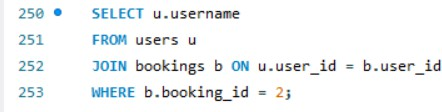 250 SELECT u.username
251 FROM users u
252 JOIN bookings b ON u.user_id = b.user_id
253 WHERE b.booking_id = 2;